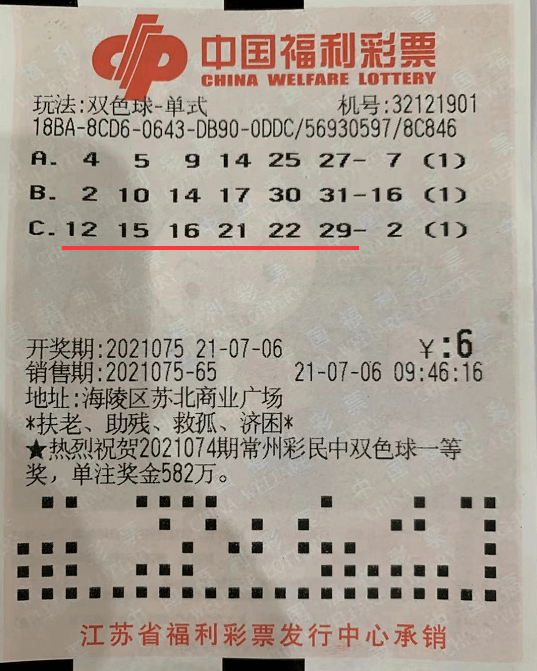 中国福利彩票
CHINA WELFARE LOTTERY
玩法:双色球-单式 机号:32121901
18BA-8CD6-0643-DB90-0DDC/56930597/8C846
A. 4 5 9 14 25 27- 7 (1)
B. 2 10 14 17 30 31-16 (1)
C. 12 15 16 21 22 29- 2 (1)
开奖期:2021075 21-07-06 ¥:6
销售期:2021075-65 21-07-06 09:46:16
地址:海陵区苏北商业广场
*扶老、助残、救孤、济困*
★热烈祝贺2021074期常州彩民中双色球一等
奖，单注奖金582万。
江苏省福利彩票发行中心承销